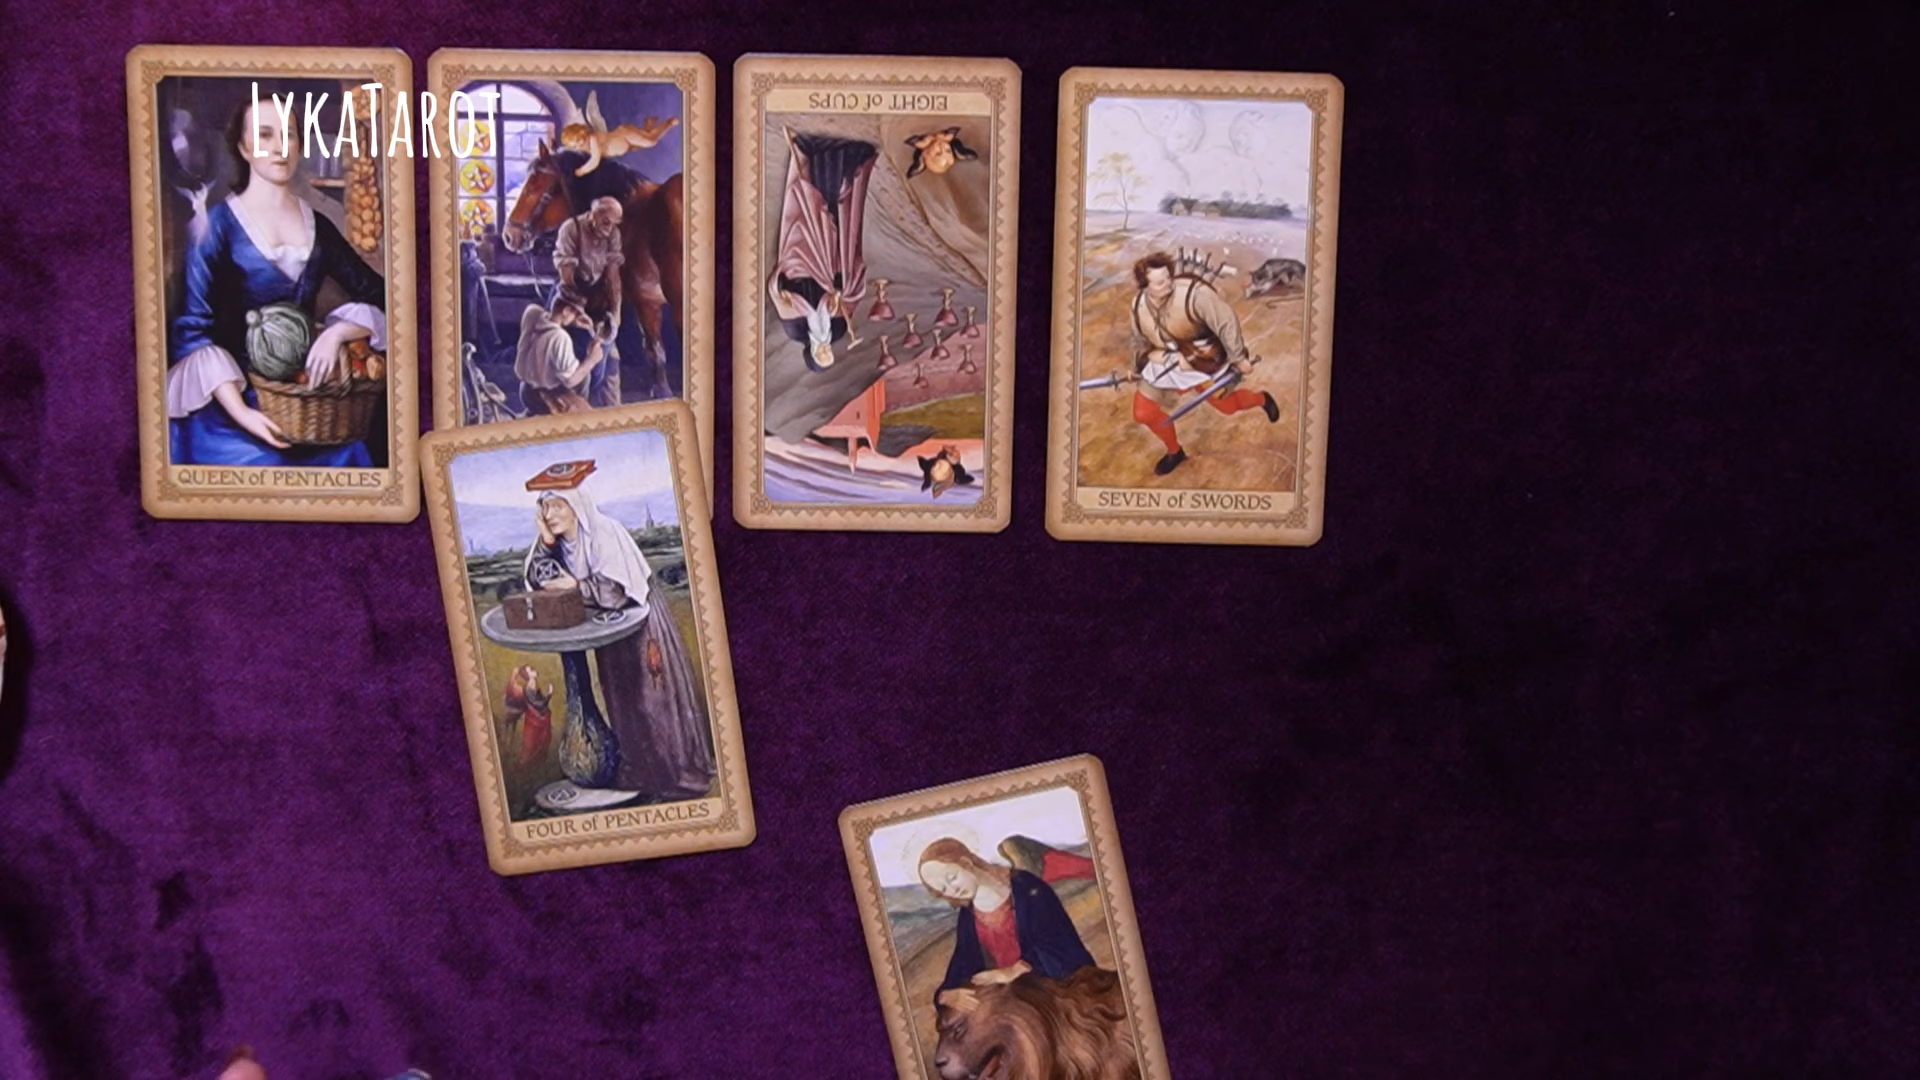 LYKATAROT
EIGHT of CUPS
QUEEN of PENTACLES
SEVEN of SWORDS
FOUR of PENTACLES